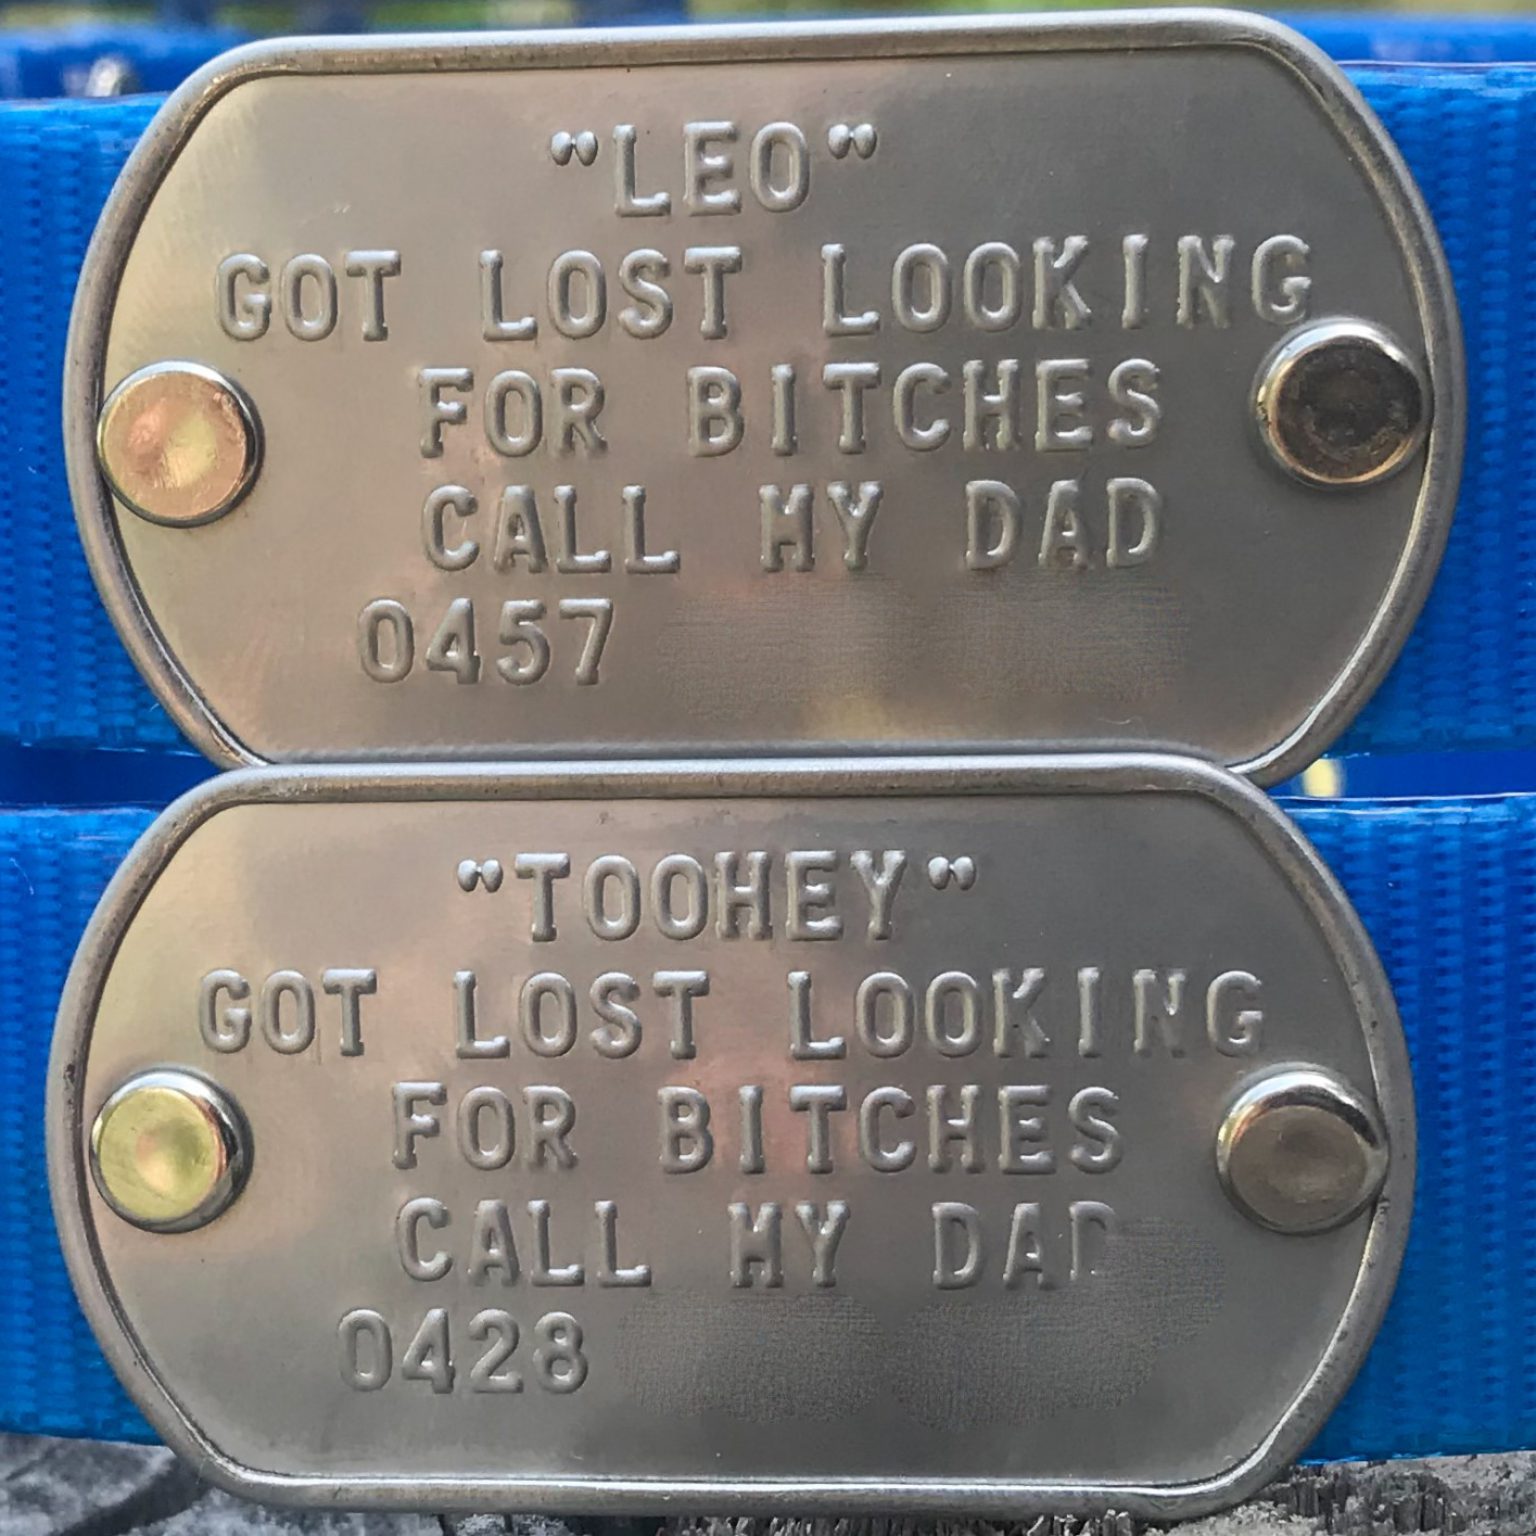 "LEO"
GOT LOST LOOKING
FOR BITCHES
CALL MY DAD
0457
"TOOHEY"
GOT LOST LOOKING
FOR BITCHES
CALL MY DAD
0428